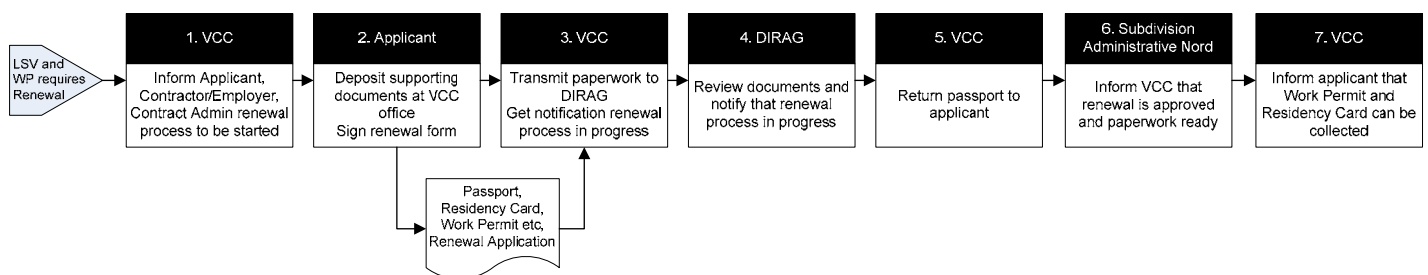 LSV and
WP requires
Renewal
1. VCC
Inform Applicant,
Contractor/Employer,
Contract Admin renewal
process to be started
2. Applicant
Deposit supporting
documents at VCC
office
Sign renewal form
Passport,
Residency Card,
Work Permit etc,
Renewal Application
3. VCC
Transmit paperwork to
DIRAG
Get notification renewal
process in progress
4. DIRAG
Review documents and
notify that renewal
process in progress
5. VCC
Return passport to
applicant
6. Subdivision
Administrative Nord
Inform VCC that
renewal is approved
and paperwork ready
7. VCC
Inform applicant that
Work Permit and
Residency Card can be
collected